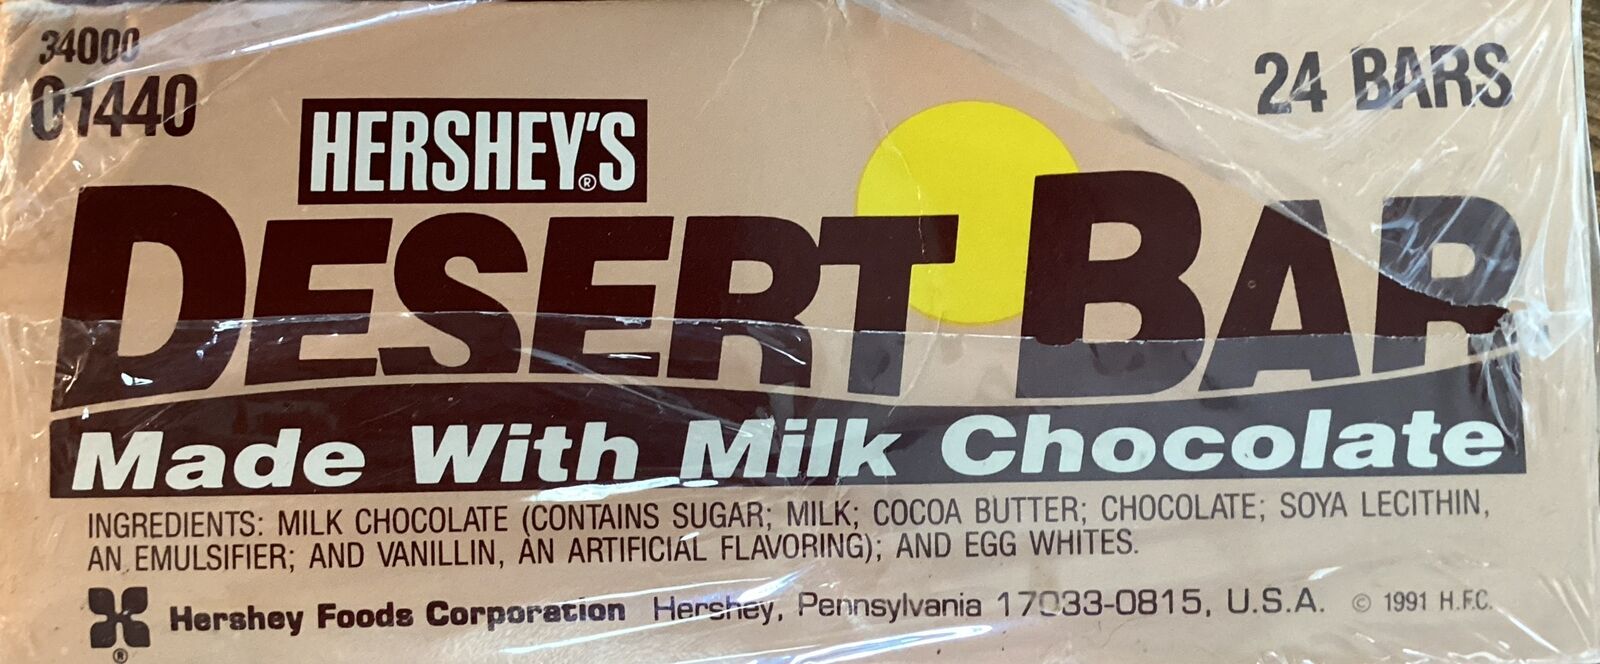 34000
01440
24 BARS
HERSHEY'S®
DESERT BAR
Made With Milk Chocolate
INGREDIENTS: MILK CHOCOLATE (CONTAINS SUGAR; MILK; COCOA BUTTER; CHOCOLATE; SOYA LECITHIN,
AN EMULSIFIER; AND VANILLIN, AN ARTIFICIAL FLAVORING); AND EGG WHITES.
Hershey Foods Corporation Hershey, Pennsylvania 17033-0815, U.S.A. © 1991 H.F.C.
®